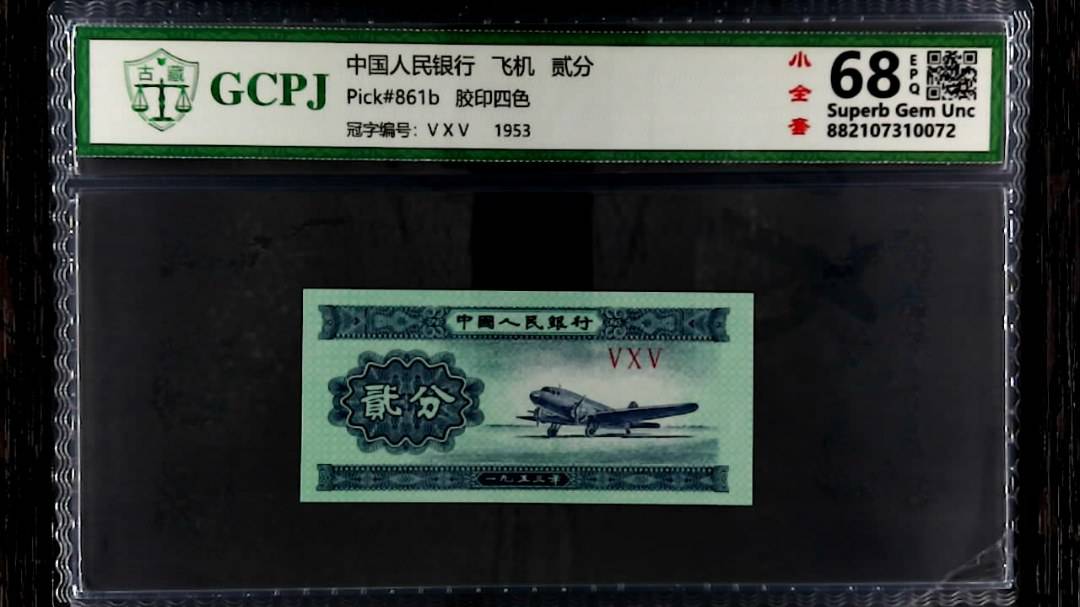 古藏
GCPJ
中国人民银行 飞机 贰分
Pick#861b 胶印四色
冠字编号: VXV 1953
小全套
68
EPQ
Superb Gem Unc
882107310072
中國人民銀行
VXV
貳分
一九五三年